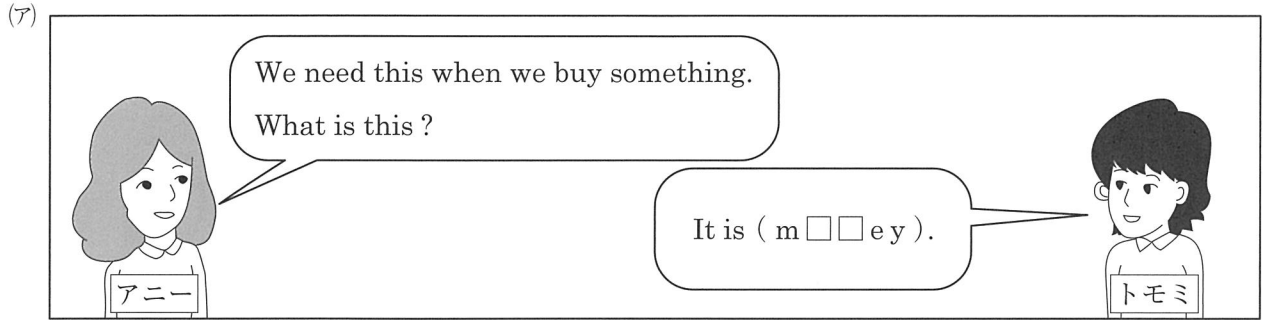 (ア)
We need this when we buy something.
What is this ?
It is ( m□□e y ).
アニー
トモミ